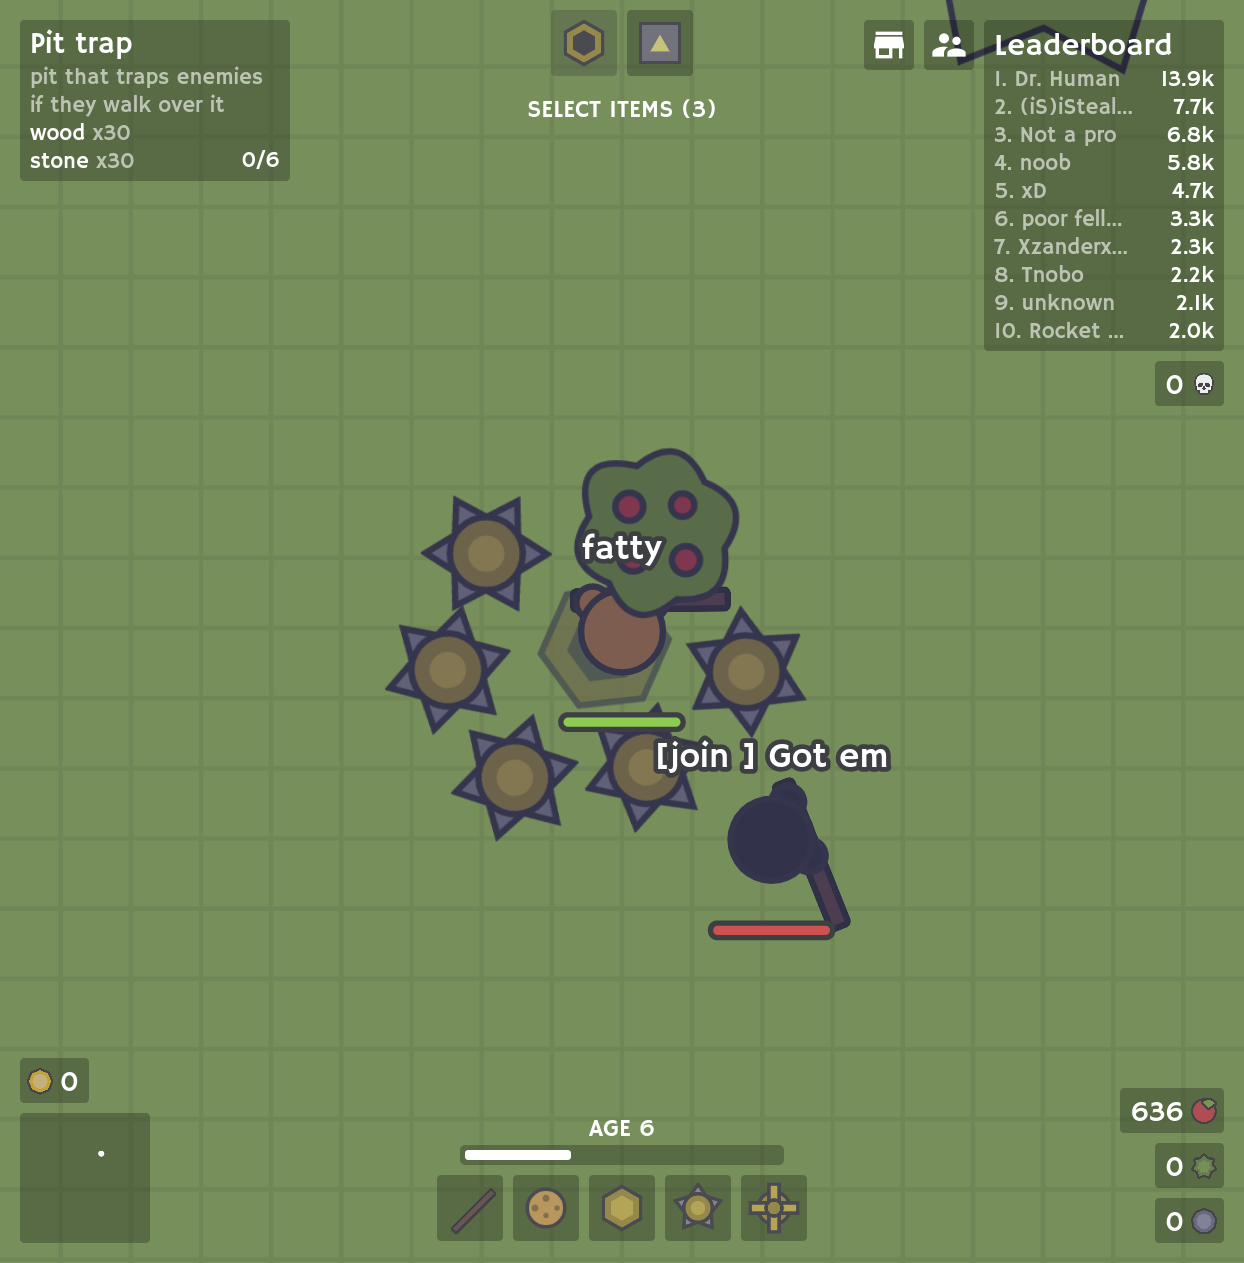 Pit trap
pit that traps enemies
if they walk over it
wood x30
stone x30 0/6
SELECT ITEMS (3)
Leaderboard
1. Dr. Human 13.9k
2. (iS)iSteal... 7.7k
3. Not a pro 6.8k
4. noob 5.8k
5. xD 4.7k
6. poor fell... 3.3k
7. Xzanderx... 2.3k
8. Tnobo 2.2k
9. unknown 2.1k
10. Rocket ... 2.0k
0
fatty
[join ] Got em
0
AGE 6
636
0
0